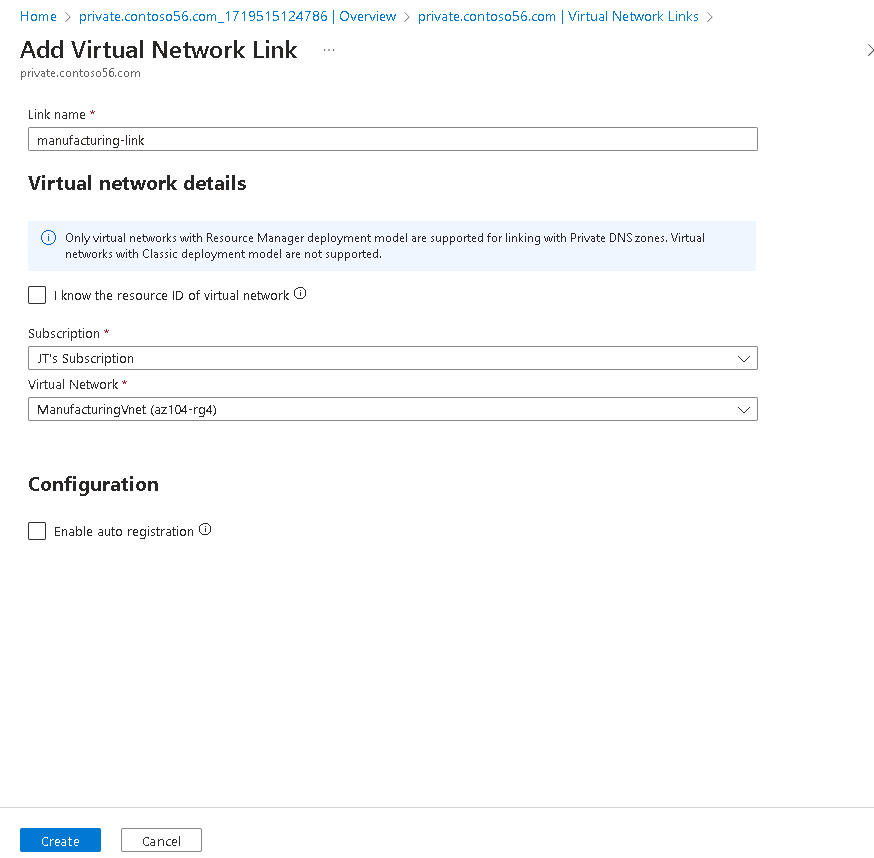 Home > private.contoso56.com_1719515124786 | Overview > private.contoso56.com | Virtual Network Links >
Add Virtual Network Link ...
private.contoso56.com
Link name *
manufacturing-link
Virtual network details
Only virtual networks with Resource Manager deployment model are supported for linking with Private DNS zones. Virtual
networks with Classic deployment model are not supported.
I know the resource ID of virtual network
Subscription *
JT's Subscription
Virtual Network *
ManufacturingVnet (az104-rg4)
Configuration
Enable auto registration
Create Cancel